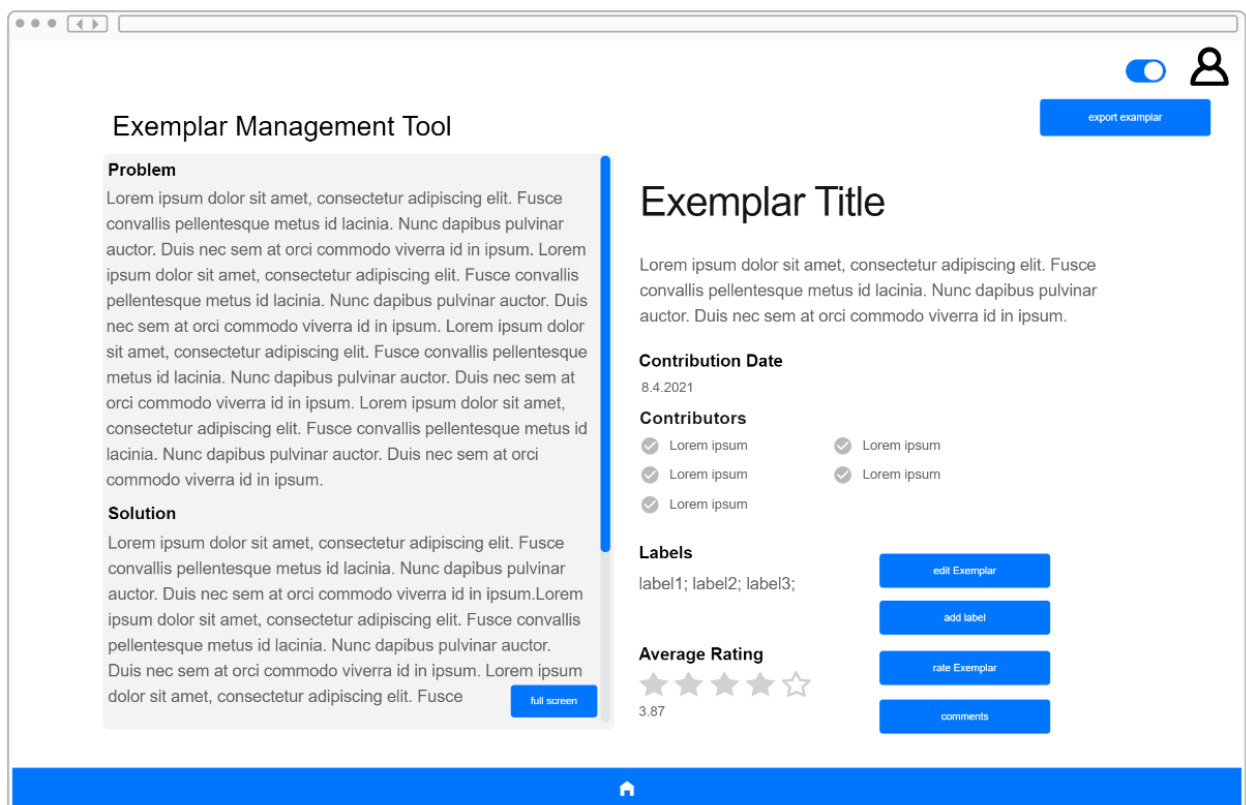 export examplar
Exemplar Management Tool
Problem
Lorem ipsum dolor sit amet, consectetur adipiscing elit. Fusce
convallis pellentesque metus id lacinia. Nunc dapibus pulvinar
auctor. Duis nec sem at orci commodo viverra id in ipsum. Lorem
ipsum dolor sit amet, consectetur adipiscing elit. Fusce convallis
pellentesque metus id lacinia. Nunc dapibus pulvinar auctor. Duis
nec sem at orci commodo viverra id in ipsum. Lorem ipsum dolor
sit amet, consectetur adipiscing elit. Fusce convallis pellentesque
metus id lacinia. Nunc dapibus pulvinar auctor. Duis nec sem at
orci commodo viverra id in ipsum. Lorem ipsum dolor sit amet,
consectetur adipiscing elit. Fusce convallis pellentesque metus id
lacinia. Nunc dapibus pulvinar auctor. Duis nec sem at orci
commodo viverra id in ipsum.
Solution
Lorem ipsum dolor sit amet, consectetur adipiscing elit. Fusce
convallis pellentesque metus id lacinia. Nunc dapibus pulvinar
auctor. Duis nec sem at orci commodo viverra id in ipsum.Lorem
ipsum dolor sit amet, consectetur adipiscing elit. Fusce convallis
pellentesque metus id lacinia. Nunc dapibus pulvinar auctor.
Duis nec sem at orci commodo viverra id in ipsum. Lorem ipsum
dolor sit amet, consectetur adipiscing elit. Fusce
full screen
Exemplar Title
Lorem ipsum dolor sit amet, consectetur adipiscing elit. Fusce
convallis pellentesque metus id lacinia. Nunc dapibus pulvinar
auctor. Duis nec sem at orci commodo viverra id in ipsum.
Contribution Date
8.4.2021
Contributors
Lorem ipsum
Lorem ipsum
Lorem ipsum
Lorem ipsum
Lorem ipsum
Labels
label1; label2; label3;
Average Rating
3.87
edit Exemplar
add label
rate Exemplar
comments